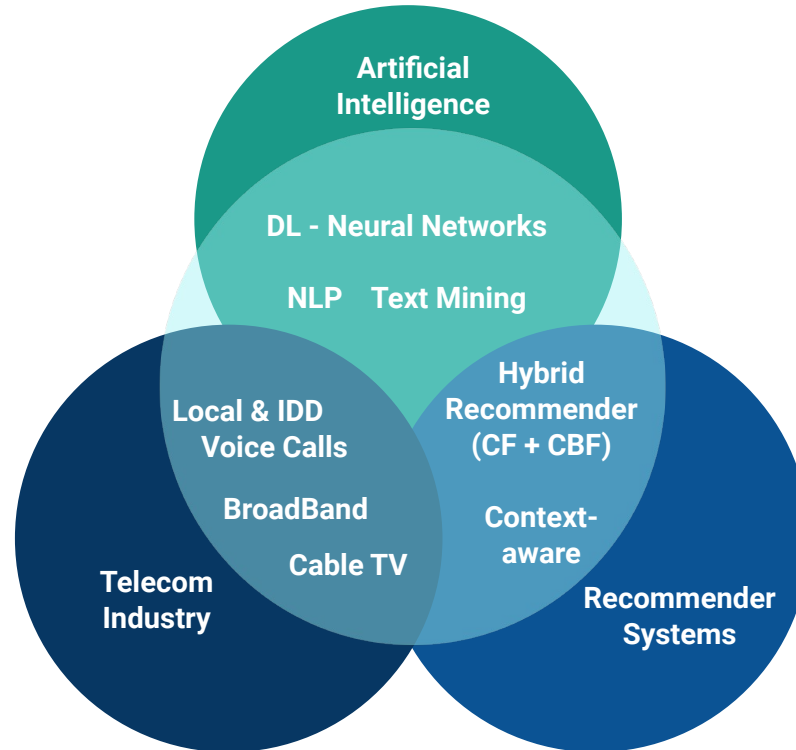 Artificial
Intelligence
DL - Neural Networks
NLP Text Mining
Local & IDD
Voice Calls
BroadBand
Cable TV
Telecom
Industry
Hybrid
Recommender
(CF + CBF)
Context-
aware
Recommender
Systems